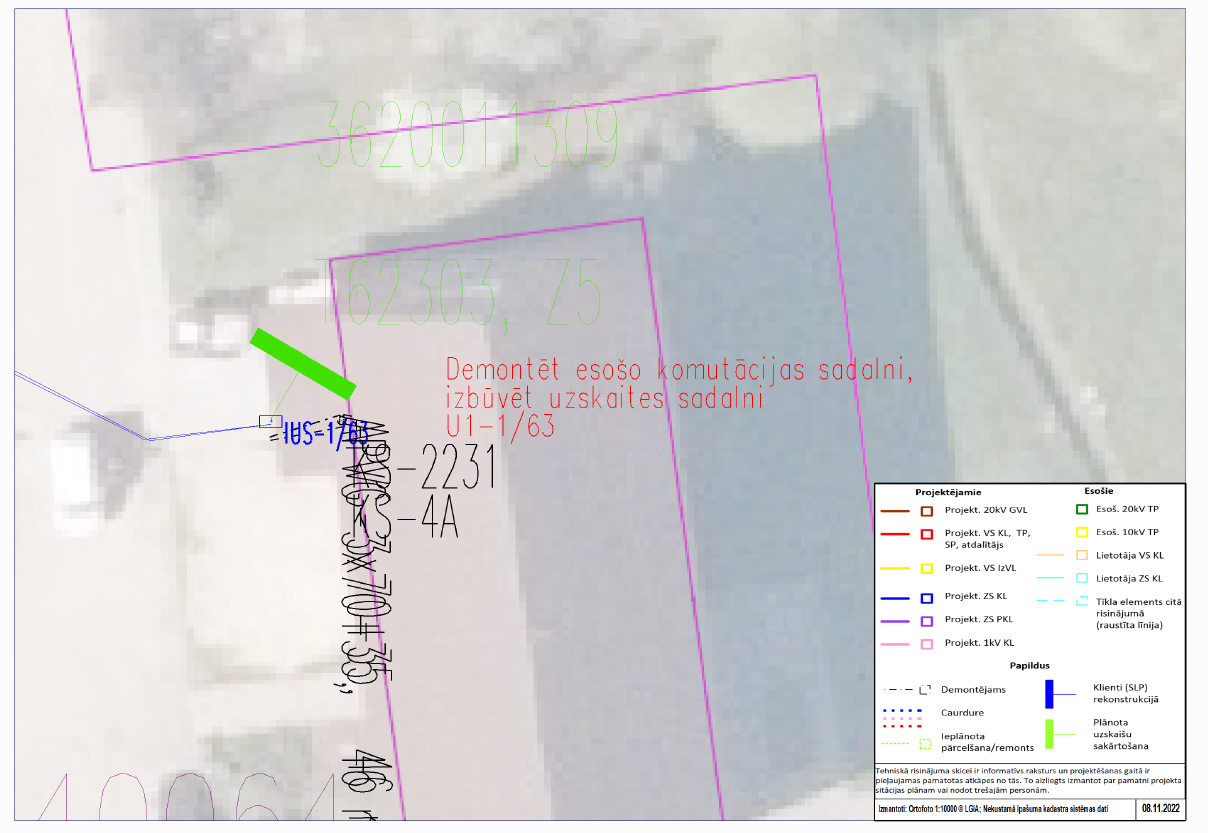 3620011309
162303, Z5
Demontēt esošo komutācijas sadalni,
izbūvēt uzskaites sadalni
U1-1/63
-2231
-4A
Projektējamie
Projekt. 20kV GVL
Projekt. VS KL, TP,
SP, atdalītājs
Projekt. VS IzVL
Projekt. ZS KL
Projekt. ZS PKL
Projekt. 1kV KL
Esošie
Esoš. 20kV TP
Esoš. 10kV TP
Lietotāja VS KL
Lietotāja ZS KL
Tīkla elements citā
risinājumā
(raustīta līnija)
Papildus
Demontējams
Caurdure
Ieplānota
pārcelšana/remonts
Klienti (SLP)
rekonstrukcijā
Plānota
uzskaišu
sakārtošana
Tehniskā risinājuma skicei ir informatīvs raksturs un projektēšanas gaitā ir
pieļaujamas pamatotas atkāpes no tās. To aizliegts izmantot par pamatni projekta
sitācijas plānam vai nodot trešajām personām.
Izmantoti: Ortofoto 1:10000 © LGIA; Nekustamā īpašuma kadastra sistēmas dati
08.11.2022